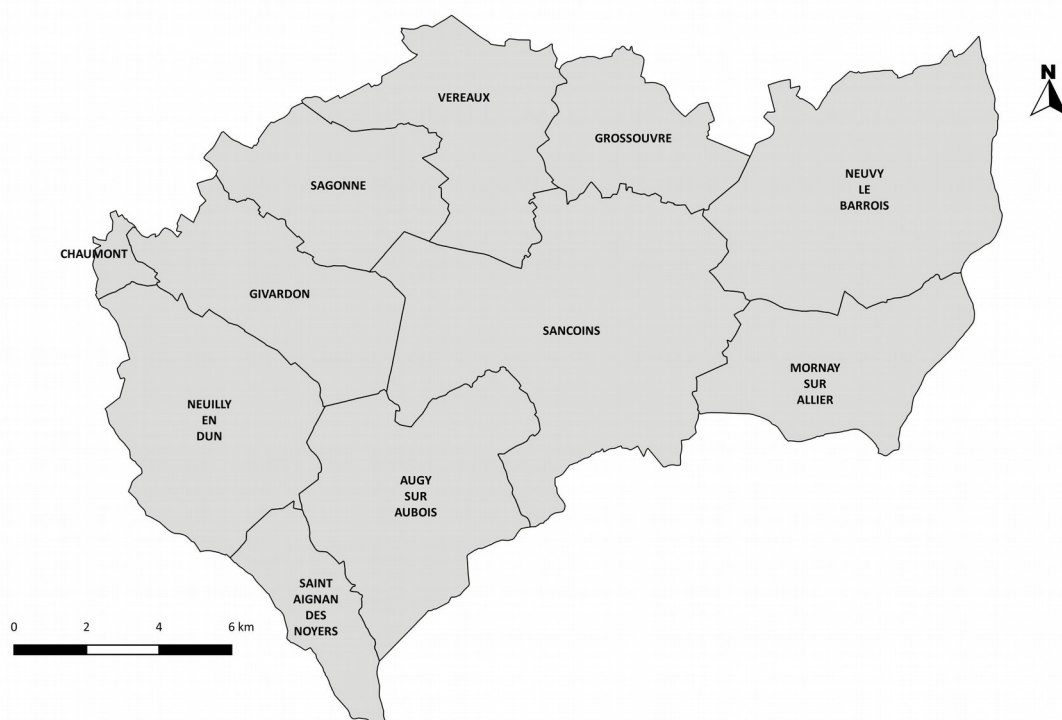 N
VEREAUX
GROSSOUVRE
SAGONNE
NEUVY
LE
BARROIS
CHAUMONT
GIVARDON
SANCOINS
MORNAY
SUR
ALLIER
NEUILLY
EN
DUN
AUGY
SUR
AUBOIS
SAINT
AIGNAN
DES
NOYERS
0 2 4 6 km